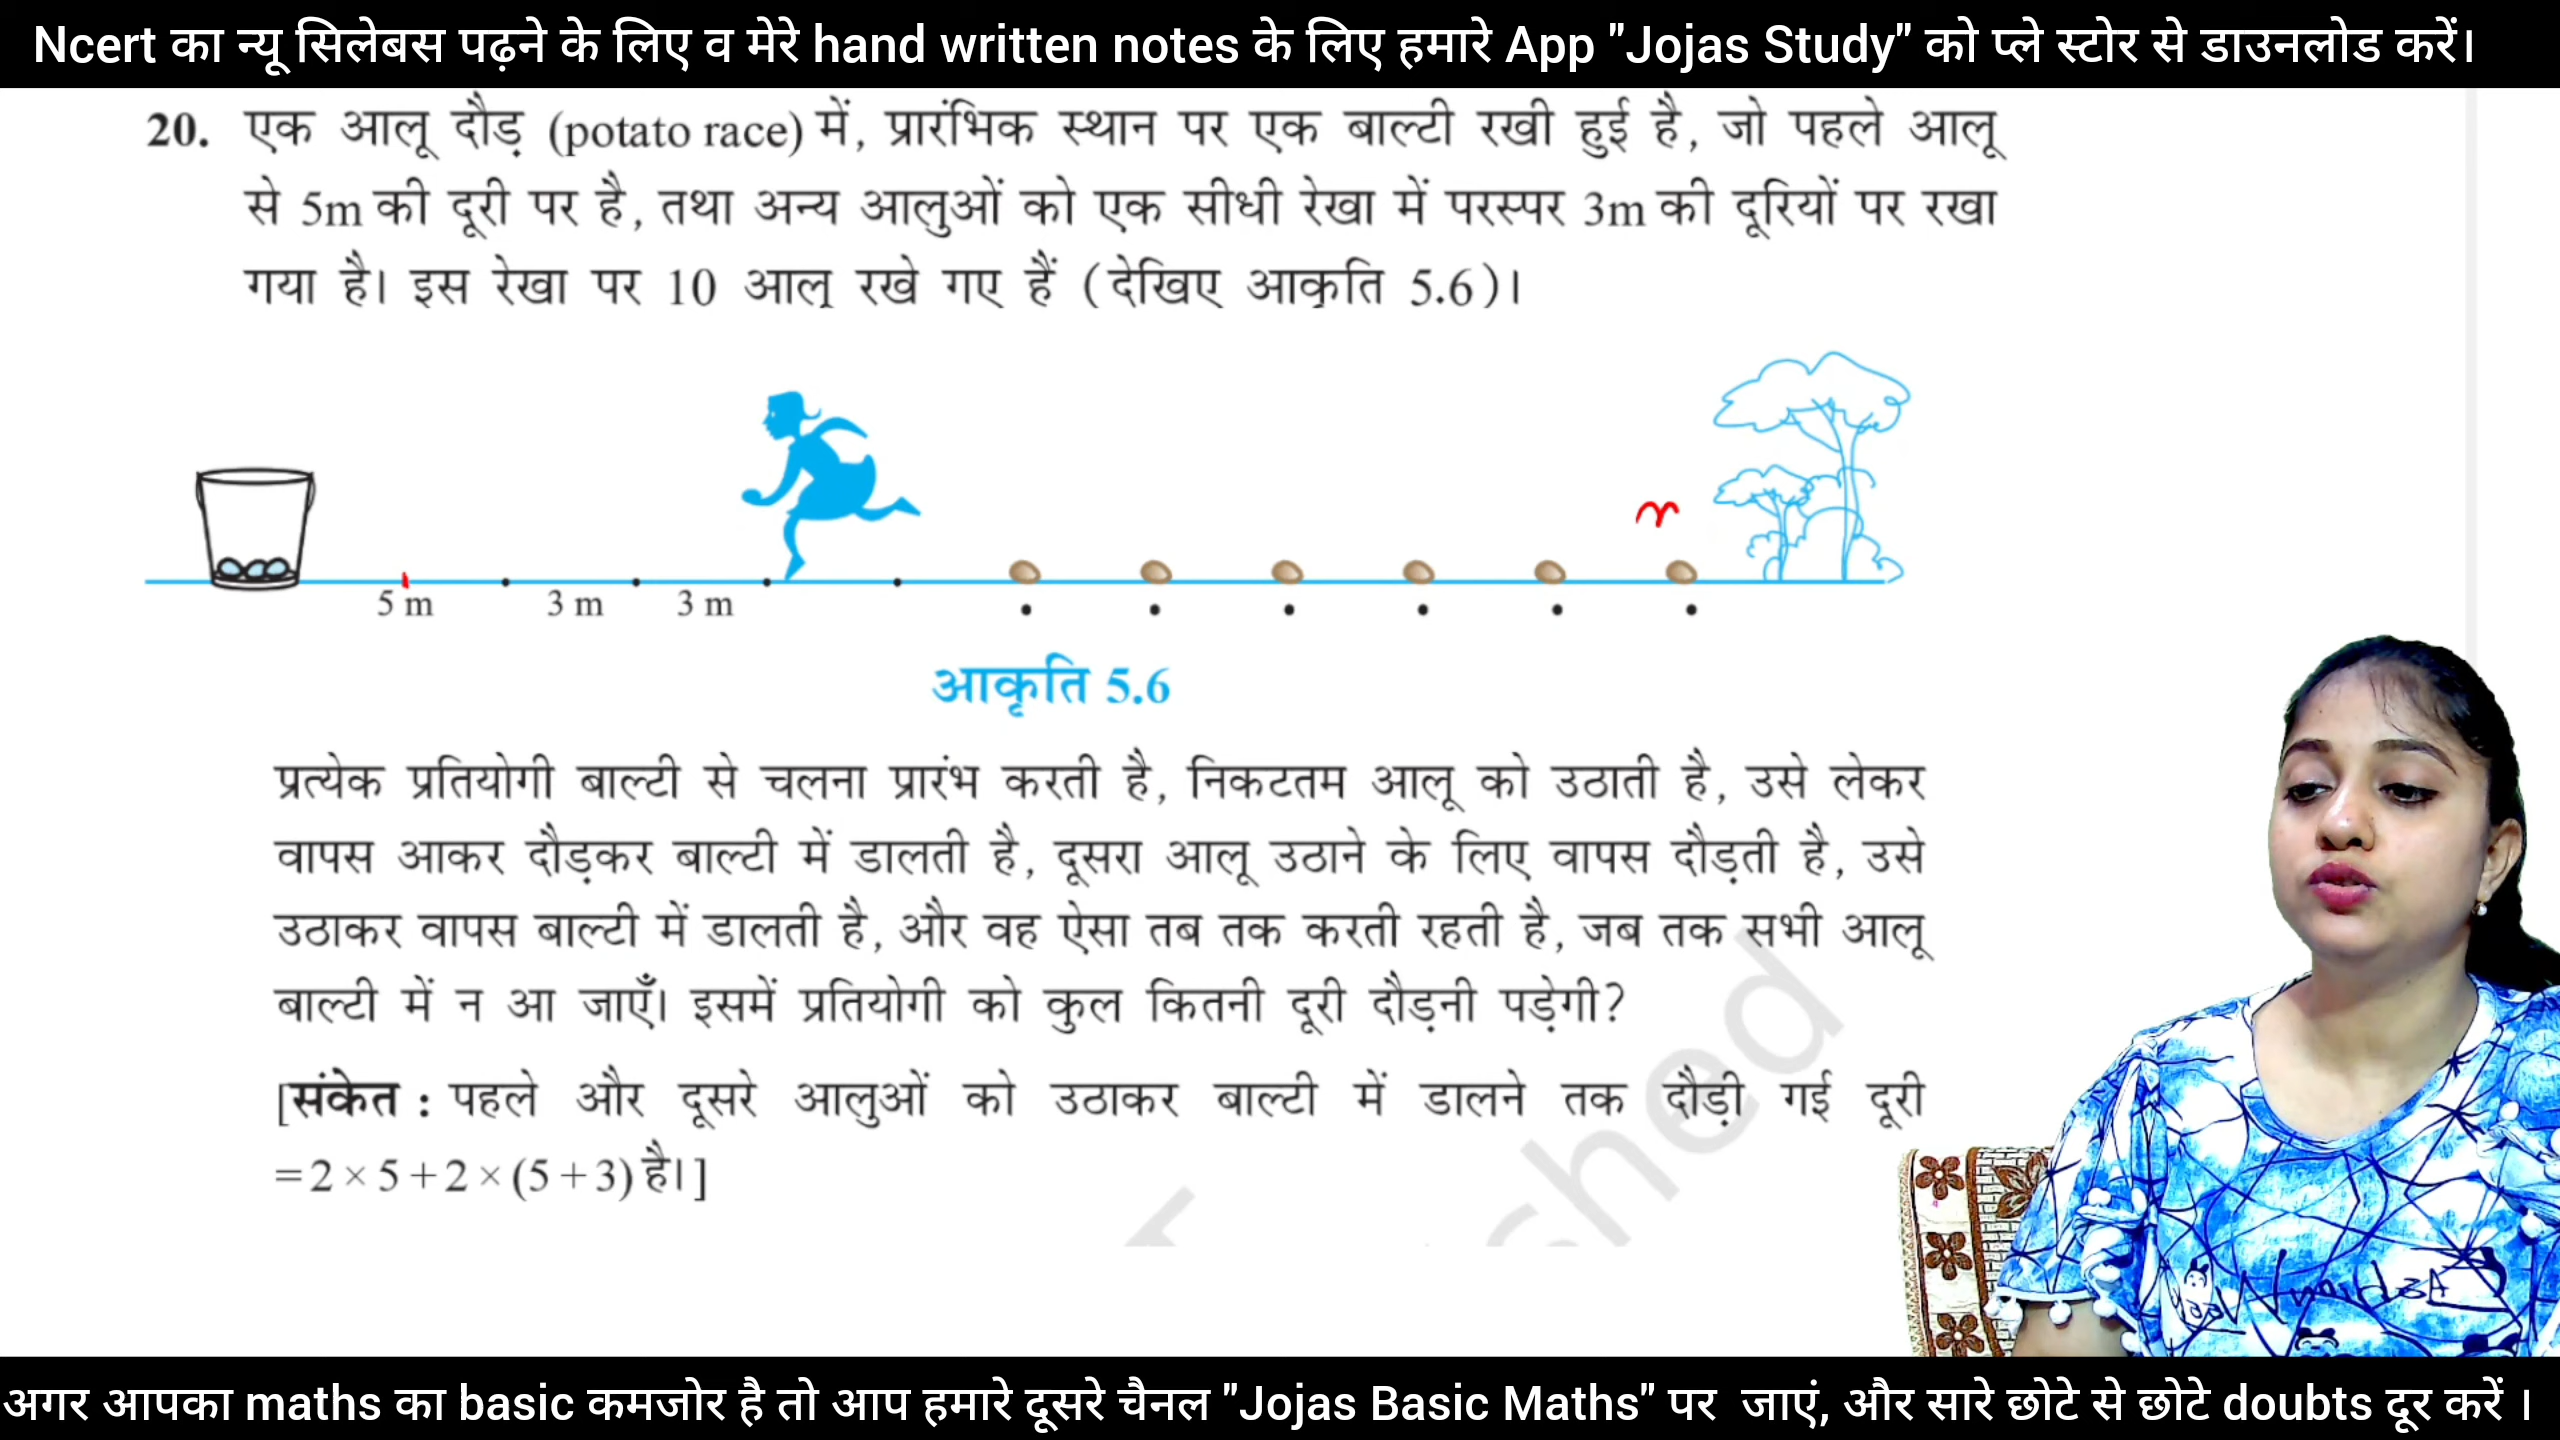 Ncert का न्यू सिलेबस पढ़ने के लिए व मेरे hand written notes के लिए हमारे App "Jojas Study" को प्ले स्टोर से डाउनलोड करें।
20. एक आलू दौड़ (potato race) में, प्रारंभिक स्थान पर एक बाल्टी रखी हुई है, जो पहले आलू
से 5m की दूरी पर है, तथा अन्य आलुओं को एक सीधी रेखा में परस्पर 3m की दूरियों पर रखा
गया है। इस रेखा पर 10 आलू रखे गए हैं (देखिए आकृति 5.6)।
5 m 3 m 3 m
आकृति 5.6
प्रत्येक प्रतियोगी बाल्टी से चलना प्रारंभ करती है, निकटतम आलू को उठाती है, उसे लेकर
वापस आकर दौड़कर बाल्टी में डालती है, दूसरा आलू उठाने के लिए वापस दौड़ती है, उसे
उठाकर वापस बाल्टी में डालती है, और वह ऐसा तब तक करती रहती है, जब तक सभी आलू
बाल्टी में न आ जाएँ। इसमें प्रतियोगी को कुल कितनी दूरी दौड़नी पड़ेगी?
[संकेत : पहले और दूसरे आलुओं को उठाकर बाल्टी में डालने तक दौड़ी गई दूरी
=2 × 5 + 2 × (5 + 3) है।]
अगर आपका maths का basic कमजोर है तो आप हमारे दूसरे चैनल "Jojas Basic Maths" पर जाएं, और सारे छोटे से छोटे doubts दूर करें ।